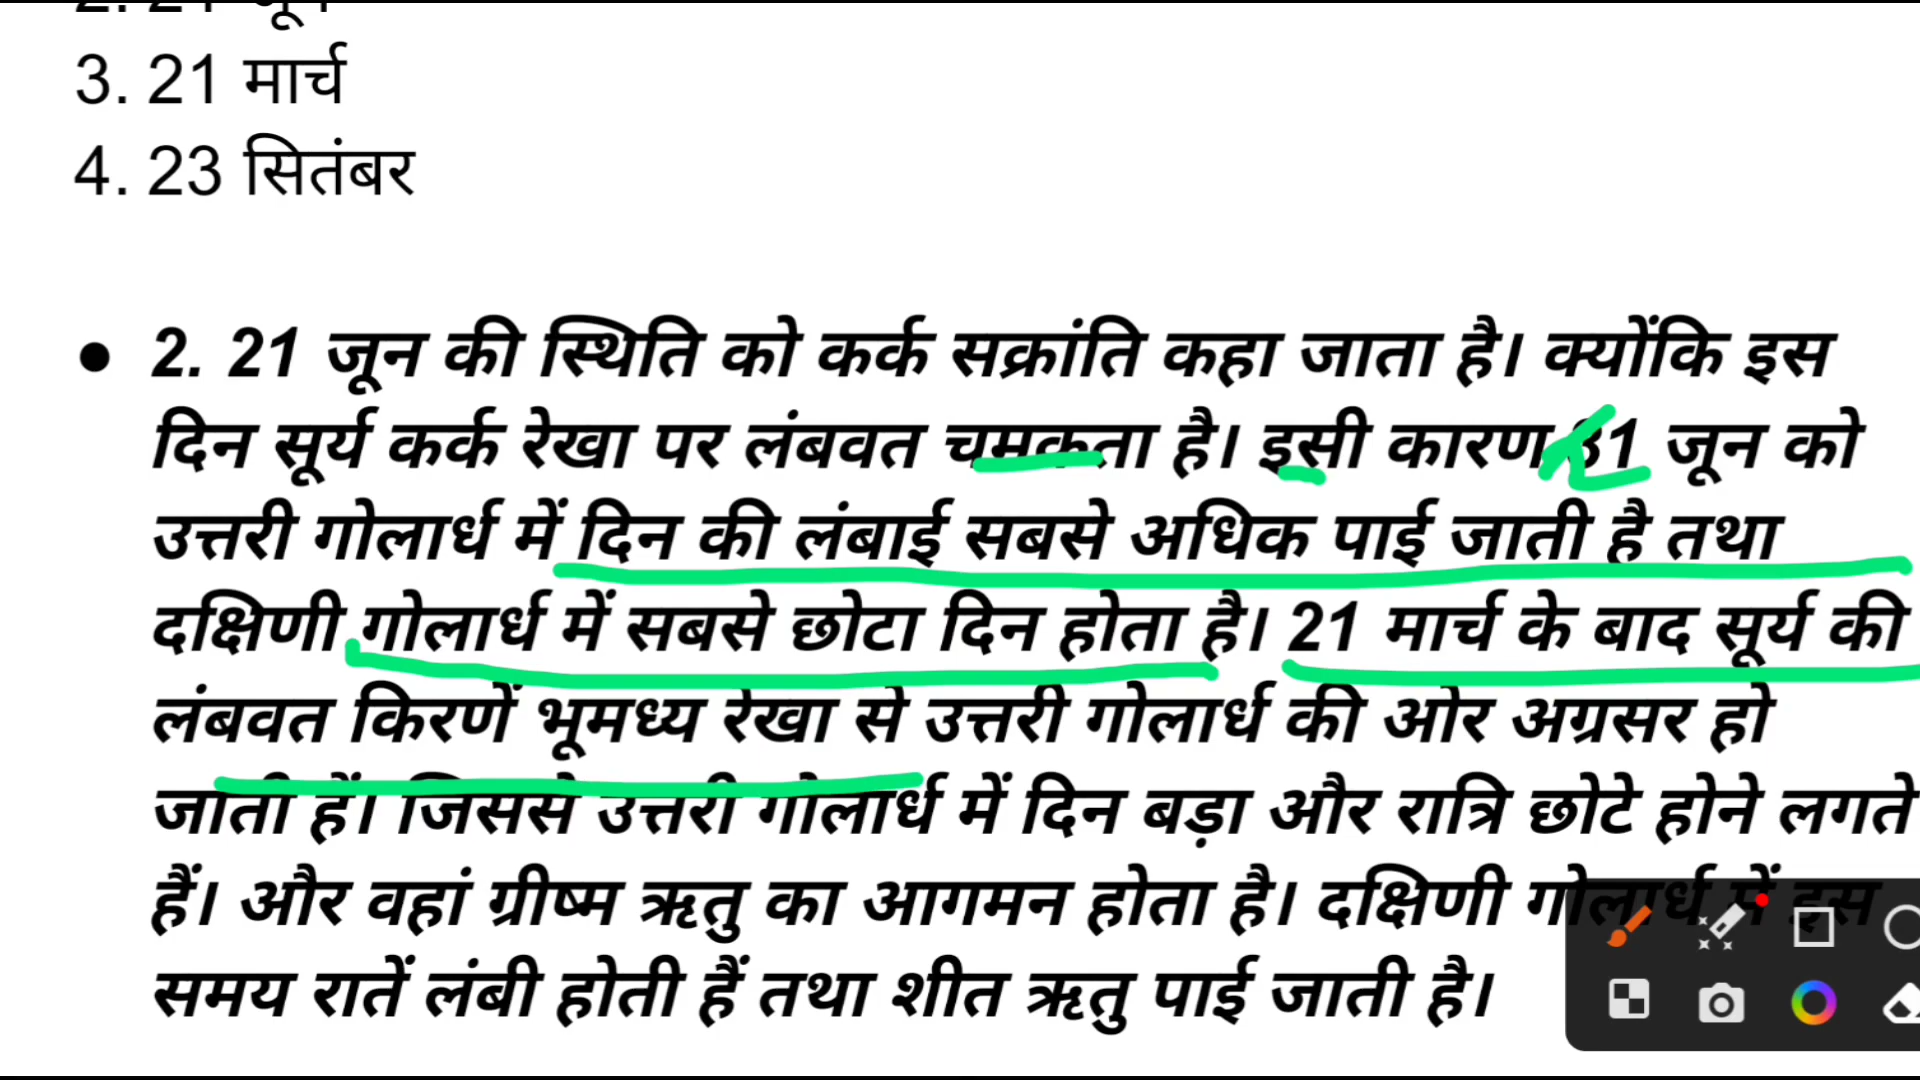 2. 21 जून
3. 21 मार्च
4. 23 सितंबर
● 2. 21 जून की स्थिति को कर्क सक्रांति कहा जाता है। क्योंकि इस
दिन सूर्य कर्क रेखा पर लंबवत चमकता है। इसी कारण 31 जून को
उत्तरी गोलार्ध में दिन की लंबाई सबसे अधिक पाई जाती है तथा
दक्षिणी गोलार्ध में सबसे छोटा दिन होता है। 21 मार्च के बाद सूर्य की
लंबवत किरणें भूमध्य रेखा से उत्तरी गोलार्ध की ओर अग्रसर हो
जाती हैं। जिससे उत्तरी गोलार्ध में दिन बड़ा और रात्रि छोटे होने लगते
हैं। और वहां ग्रीष्म ऋतु का आगमन होता है। दक्षिणी गोलार्ध में इस
समय रातें लंबी होती हैं तथा शीत ऋतु पाई जाती है।